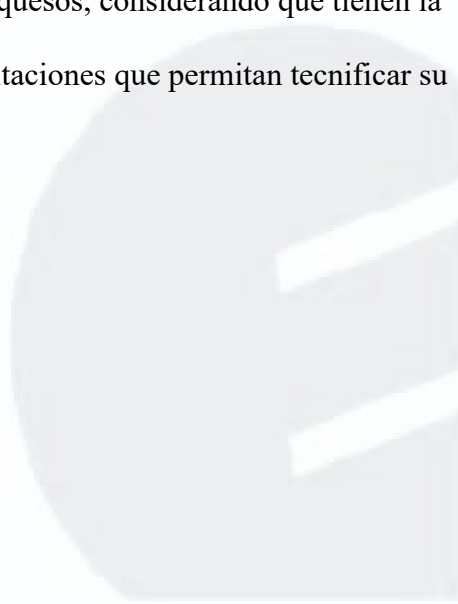 quesos, considerando que tienen la
taciones que permitan tecnificar su